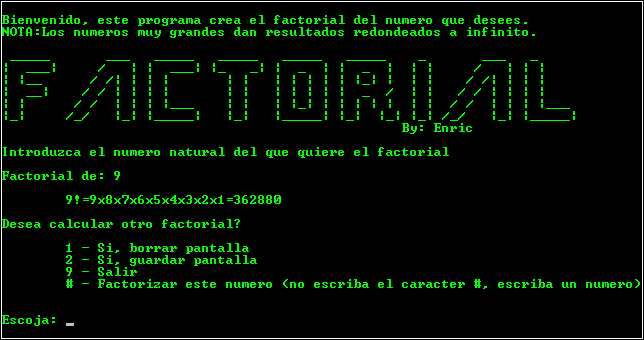 Bienvenido, este programa crea el factorial del numero que desees.
NOTA:Los numeros muy grandes dan resultados redondeados a infinito.
FACTORIAL
By: Enric
Introduzca el numero natural del que quiere el factorial
Factorial de: 9
9!=9x8x7x6x5x4x3x2x1=362880
Desea calcular otro factorial?
1 - Si, borrar pantalla
2 - Si, guardar pantalla
9 - Salir
# - Factorizar este numero (no escriba el caracter #, escriba un numero)
Escoja: _